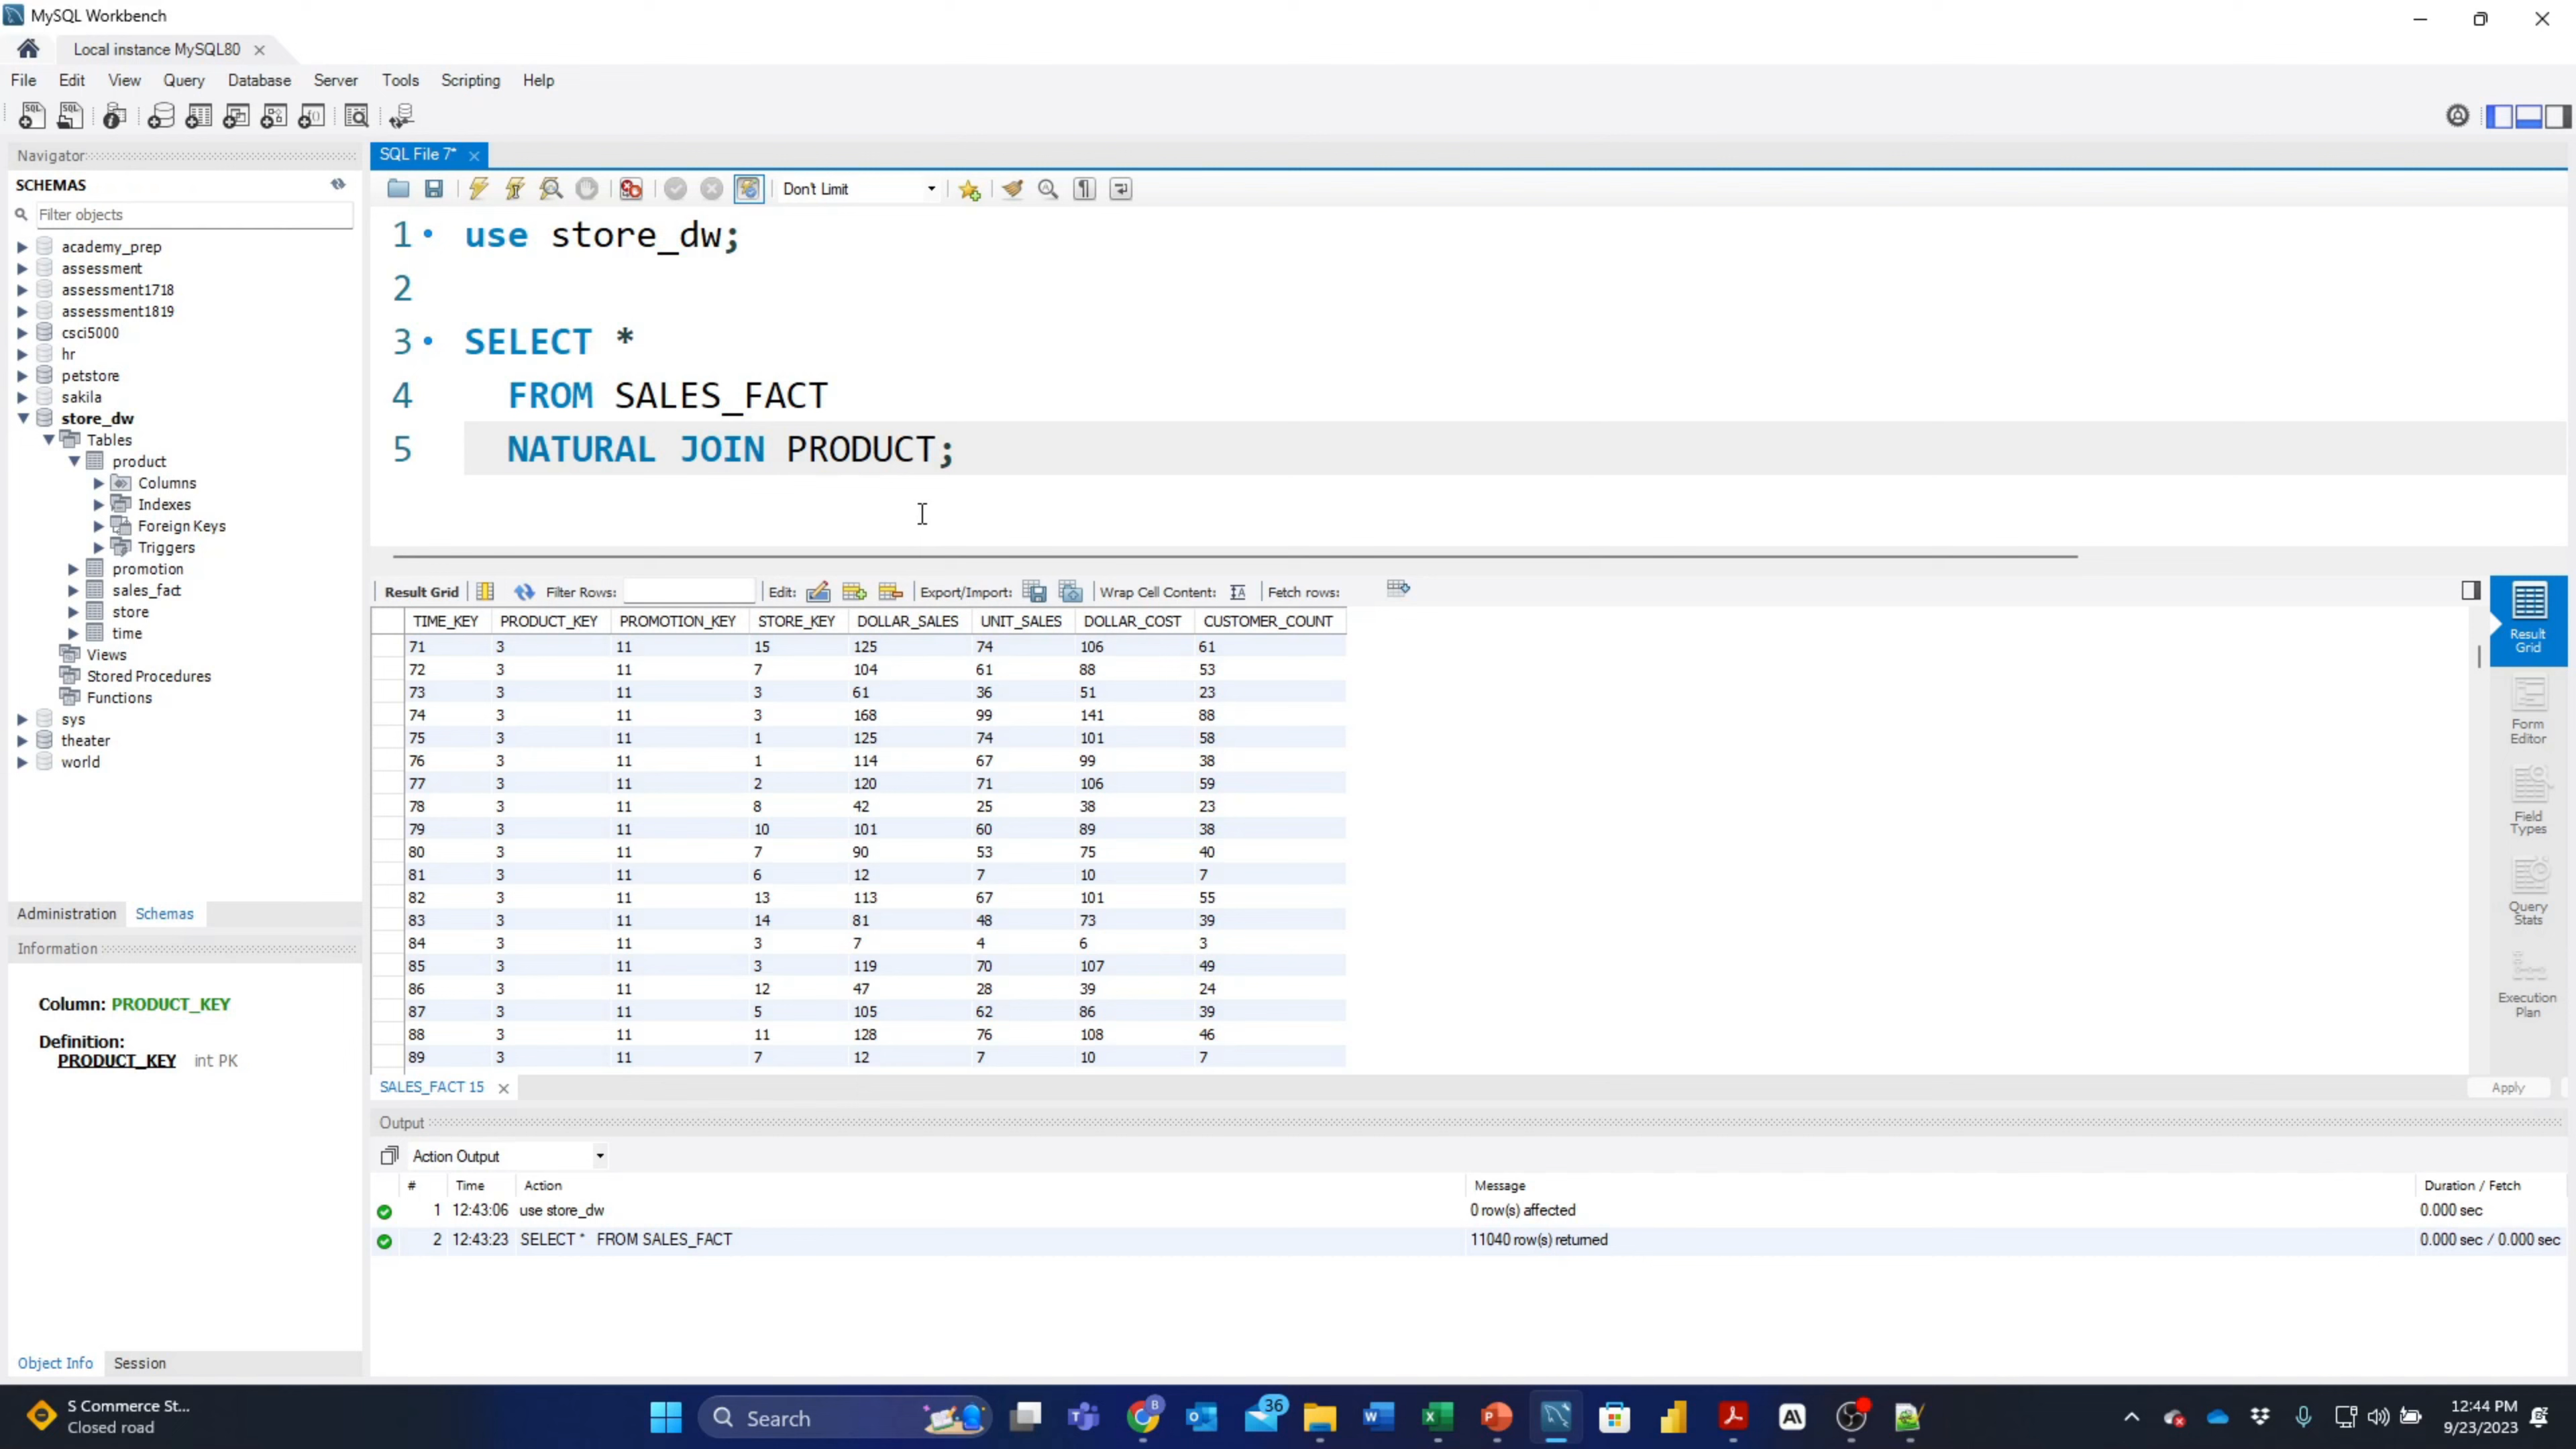 MySQL Workbench
Local instance MySQL80
File Edit View Query Database Server Tools Scripting Help
Navigator
SCHEMAS
Filter objects
academy_prep
assessment
assessment1718
assessment1819
csci5000
hr
petstore
sakila
store_dw
Tables
product
Columns
Indexes
Foreign Keys
Triggers
promotion
sales_fact
store
time
Views
Stored Procedures
Functions
sys
theater
world
Administration Schemas
Information
Column: PRODUCT_KEY
Definition:
PRODUCT_KEY int PK
Object Info Session
SQL File 7*
Don't Limit
1 use store_dw;
2
3 SELECT *
4 FROM SALES_FACT
5 NATURAL JOIN PRODUCT;
Result Grid Filter Rows: Edit: Export/Import: Wrap Cell Content: Fetch rows:
TIME_KEY PRODUCT_KEY PROMOTION_KEY STORE_KEY DOLLAR_SALES UNIT_SALES DOLLAR_COST CUSTOMER_COUNT
71 3 11 15 125 74 106 61
72 3 11 7 104 61 88 53
73 3 11 3 61 36 51 23
74 3 11 3 168 99 141 88
75 3 11 1 125 74 101 58
76 3 11 1 114 67 99 38
77 3 11 2 120 71 106 59
78 3 11 8 42 25 38 23
79 3 11 10 101 60 89 38
80 3 11 7 90 53 75 40
81 3 11 6 12 7 10 7
82 3 11 13 113 67 101 55
83 3 11 14 81 48 73 39
84 3 11 3 7 4 6 3
85 3 11 3 119 70 107 49
86 3 11 12 47 28 39 24
87 3 11 5 105 62 86 39
88 3 11 11 128 76 108 46
89 3 11 7 12 7 10 7
Result
Grid
Form
Editor
Field
Types
Query
Stats
Execution
Plan
SALES_FACT 15
Apply
Output
Action Output
# Time Action Message Duration / Fetch
1 12:43:06 use store_dw 0 row(s) affected 0.000 sec
2 12:43:23 SELECT * FROM SALES_FACT 11040 row(s) returned 0.000 sec / 0.000 sec
S Commerce St...
Closed road
Search
36
12:44 PM
9/23/2023